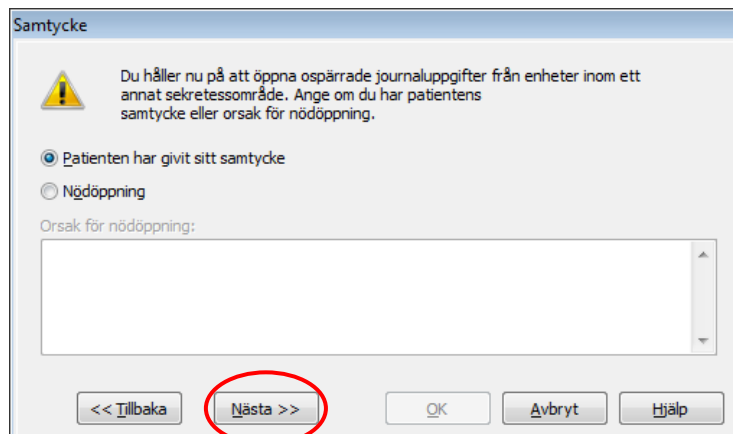 Samtycke
Du håller nu på att öppna ospärrade journaluppgifter från enheter inom ett
annat sekretessområde. Ange om du har patientens
samtycke eller orsak för nödöppning.
Patienten har givit sitt samtycke
Nödöppning
Orsak för nödöppning:
<< Tillbaka Nästa >> OK Avbryt Hjälp